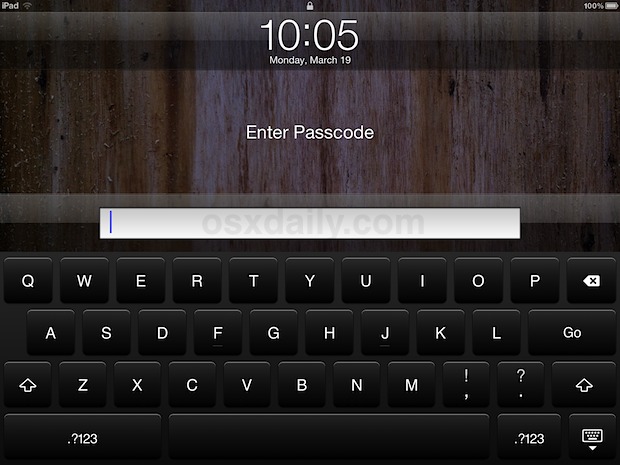 iPad 100%
10:05
Monday, March 19
Enter Passcode
osxdaily.com
Q W E R T Y U I O P
A S D F G H J K L Go
Z X C V B N M ! , ? .
.?123 .?123